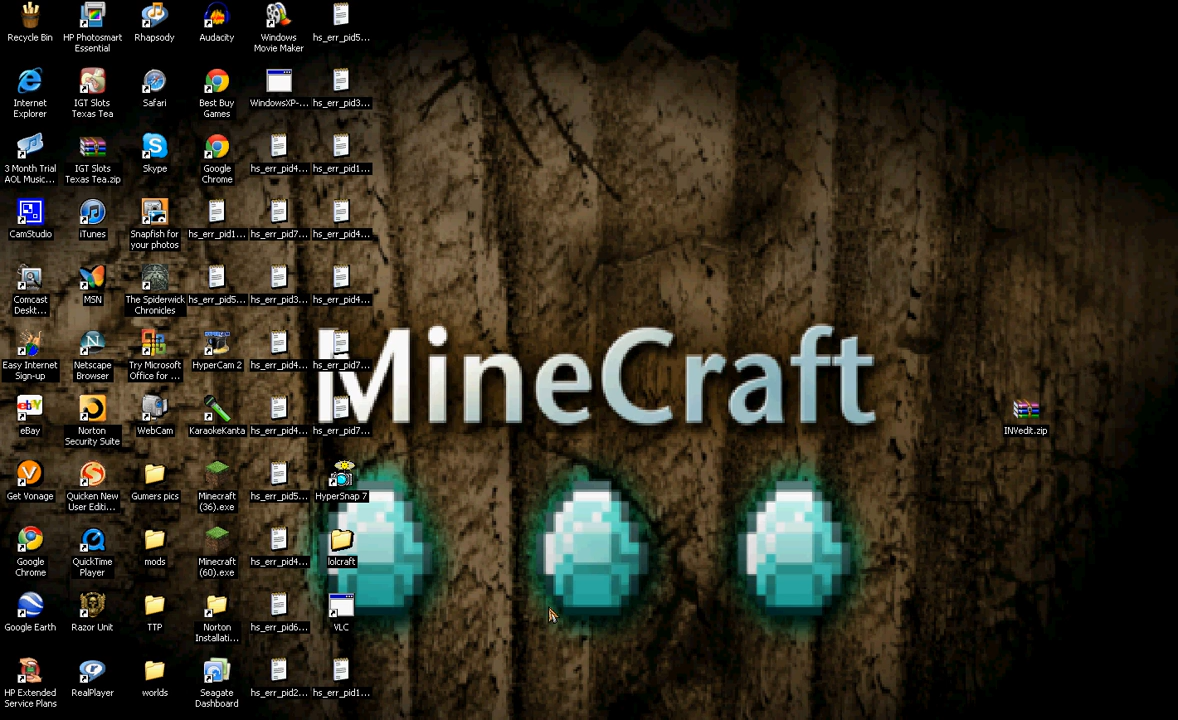 Recycle Bin
HP Photosmart
Essential
Rhapsody
Audacity
Windows
Movie Maker
hs_err_pid5...
Internet
Explorer
IGT Slots
Texas Tea
Safari
Best Buy
Games
WindowsXP-...
hs_err_pid3...
3 Month Trial
AOL Music...
IGT Slots
Texas Tea.zip
Skype
Google
Chrome
hs_err_pid4...
hs_err_pid1...
CamStudio
iTunes
Snapfish for
your photos
hs_err_pid1...
hs_err_pid7...
hs_err_pid4...
Comcast
Deskt...
MSN
The Spiderwick
Chronicles
hs_err_pid5...
hs_err_pid3...
hs_err_pid4...
Easy Internet
Sign-up
Netscape
Browser
Try Microsoft
Office for ...
HyperCam 2
hs_err_pid4...
hs_err_pid7...
MineCraft
eBay
Norton
Security Suite
WebCam
KaraokeKanta
hs_err_pid4...
hs_err_pid7...
INVedit.zip
Get Vonage
Quicken New
User Editi...
Gumers pics
Minecraft
(36).exe
hs_err_pid5...
HyperSnap 7
Google
Chrome
QuickTime
Player
mods
Minecraft
(60).exe
hs_err_pid4...
lolcraft
Google Earth
Razor Unit
TTP
Norton
Installati...
hs_err_pid6...
VLC
HP Extended
Service Plans
RealPlayer
worlds
Seagate
Dashboard
hs_err_pid2...
hs_err_pid1...